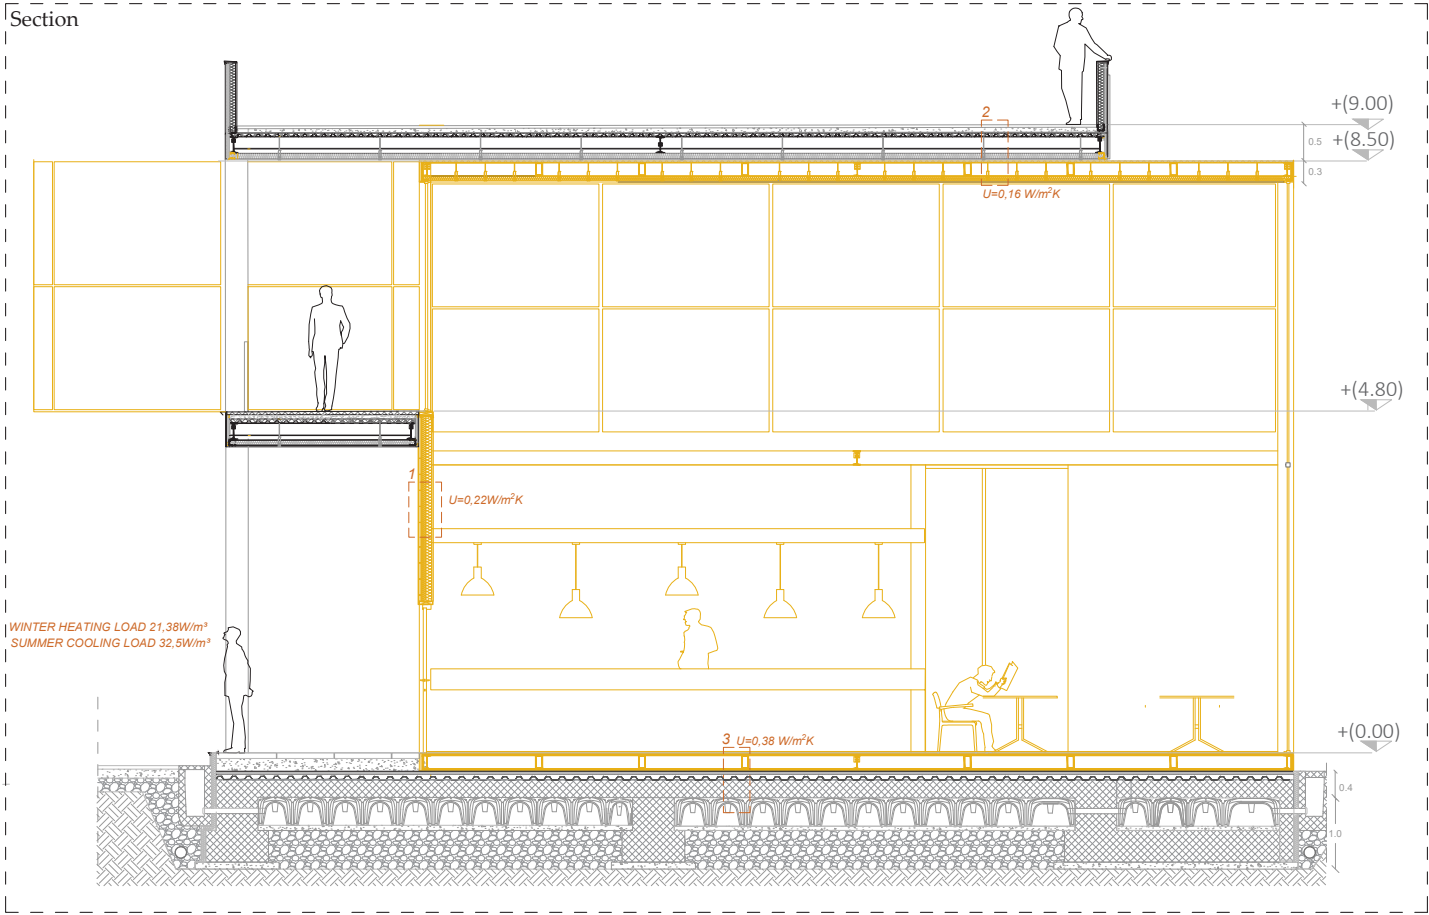 Section
+(9.00)
2
0.5
+(8.50)
0.3
U=0,16 W/m²K
+(4.80)
1
U=0,22W/m²K
WINTER HEATING LOAD 21,38W/m³
SUMMER COOLING LOAD 32,5W/m³
+(0.00)
3 U=0,38 W/m²K
0.4
1.0